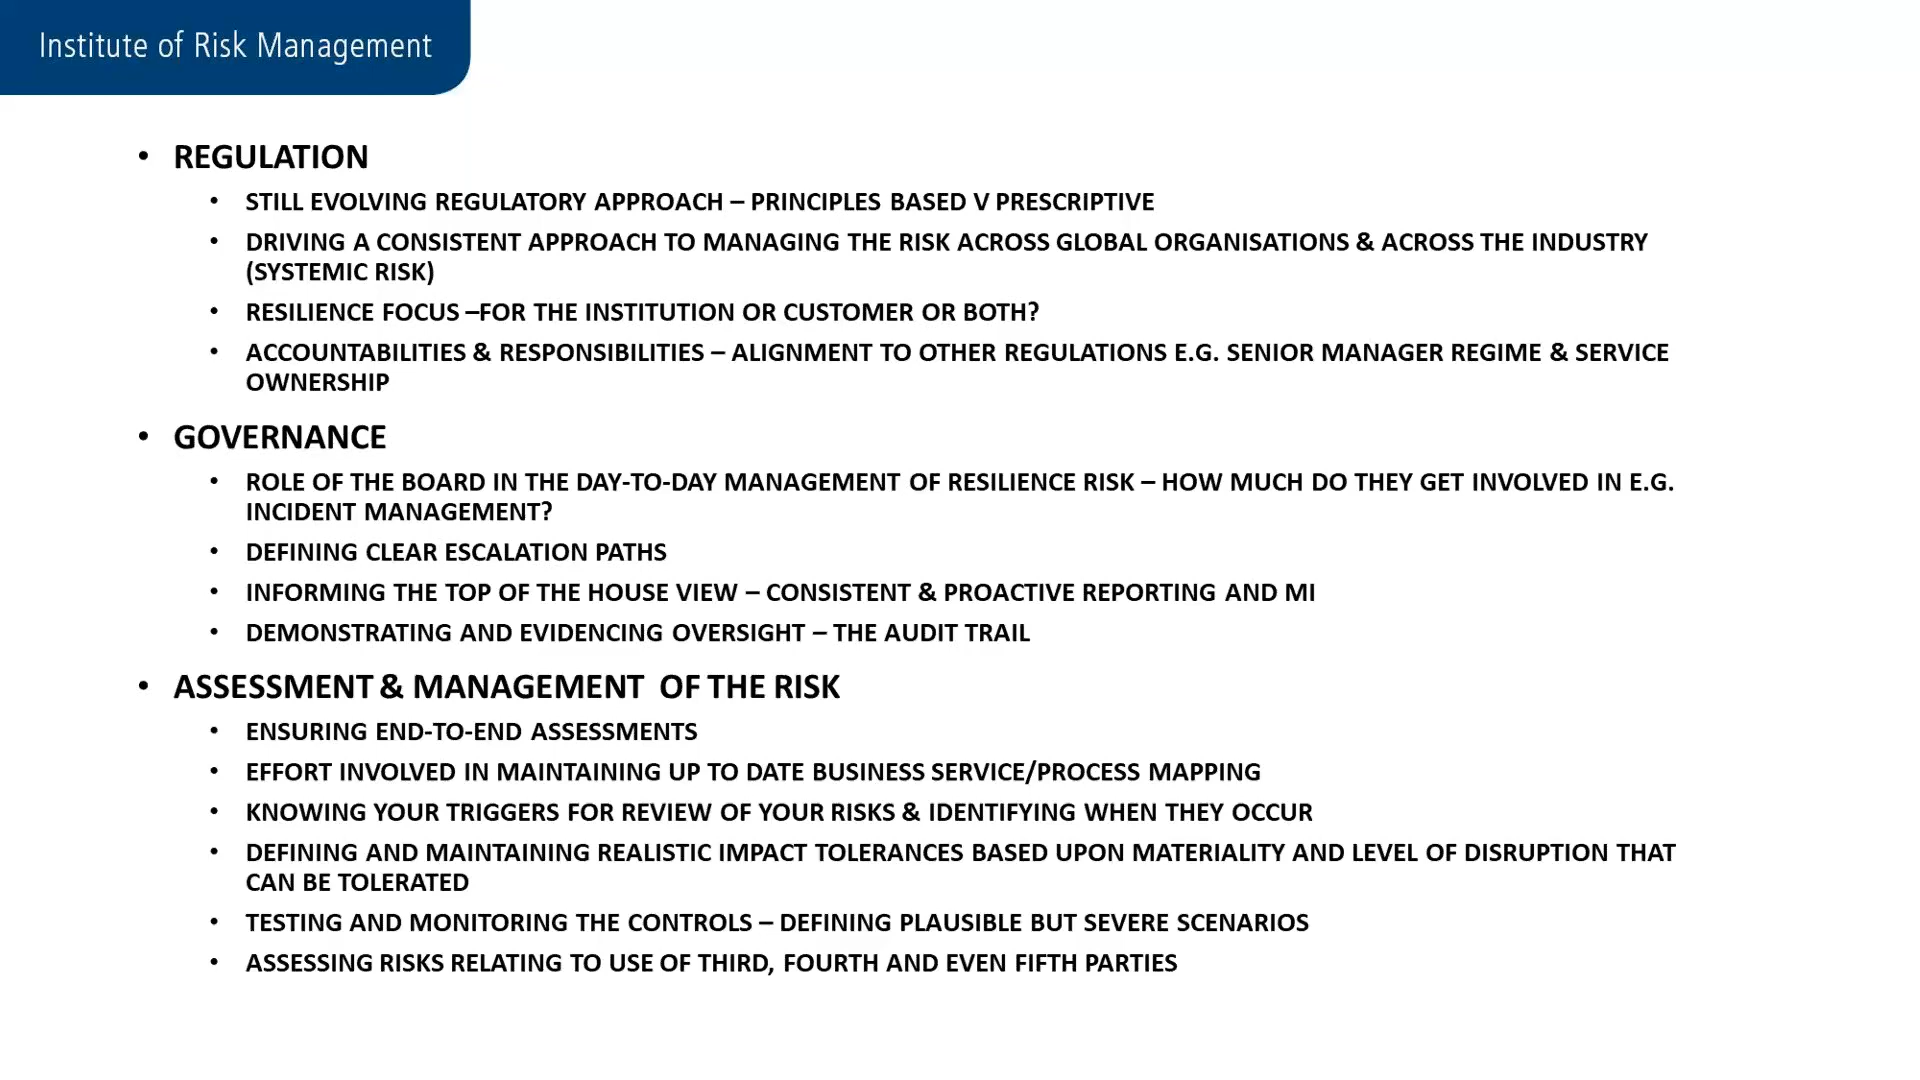 Institute of Risk Management
• REGULATION
• STILL EVOLVING REGULATORY APPROACH – PRINCIPLES BASED V PRESCRIPTIVE
• DRIVING A CONSISTENT APPROACH TO MANAGING THE RISK ACROSS GLOBAL ORGANISATIONS & ACROSS THE INDUSTRY
(SYSTEMIC RISK)
• RESILIENCE FOCUS –FOR THE INSTITUTION OR CUSTOMER OR BOTH?
• ACCOUNTABILITIES & RESPONSIBILITIES – ALIGNMENT TO OTHER REGULATIONS E.G. SENIOR MANAGER REGIME & SERVICE
OWNERSHIP
• GOVERNANCE
• ROLE OF THE BOARD IN THE DAY-TO-DAY MANAGEMENT OF RESILIENCE RISK – HOW MUCH DO THEY GET INVOLVED IN E.G.
INCIDENT MANAGEMENT?
• DEFINING CLEAR ESCALATION PATHS
• INFORMING THE TOP OF THE HOUSE VIEW – CONSISTENT & PROACTIVE REPORTING AND MI
• DEMONSTRATING AND EVIDENCING OVERSIGHT – THE AUDIT TRAIL
• ASSESSMENT & MANAGEMENT OF THE RISK
• ENSURING END-TO-END ASSESSMENTS
• EFFORT INVOLVED IN MAINTAINING UP TO DATE BUSINESS SERVICE/PROCESS MAPPING
• KNOWING YOUR TRIGGERS FOR REVIEW OF YOUR RISKS & IDENTIFYING WHEN THEY OCCUR
• DEFINING AND MAINTAINING REALISTIC IMPACT TOLERANCES BASED UPON MATERIALITY AND LEVEL OF DISRUPTION THAT
CAN BE TOLERATED
• TESTING AND MONITORING THE CONTROLS – DEFINING PLAUSIBLE BUT SEVERE SCENARIOS
• ASSESSING RISKS RELATING TO USE OF THIRD, FOURTH AND EVEN FIFTH PARTIES